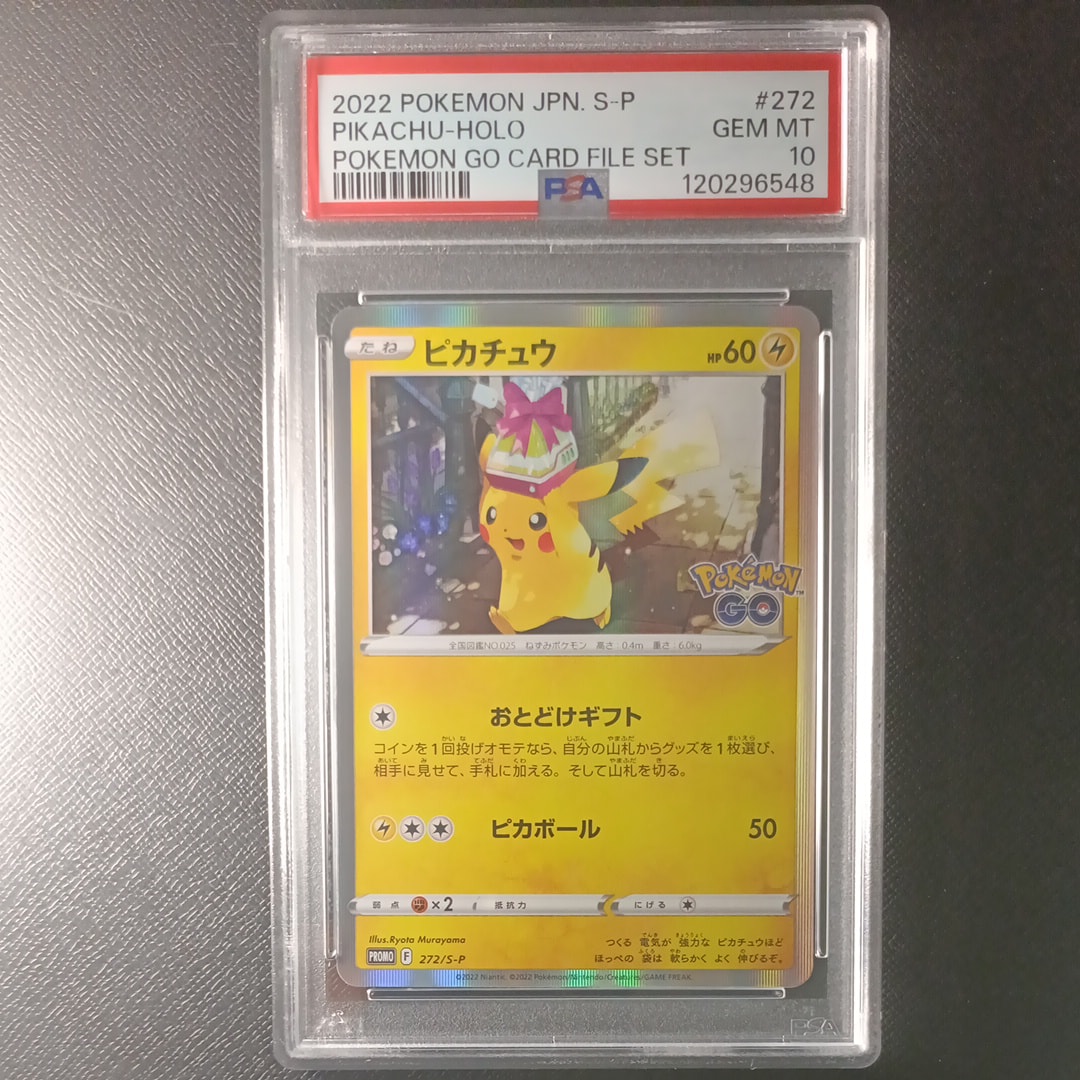 2022 POKEMON JPN. S-P #272
PIKACHU-HOLO GEM MT
POKEMON GO CARD FILE SET 10
PSA 120296548
たね ピカチュウ HP60
Pokémon
GO
全国図鑑NO.025 ねずみポケモン 高さ:0.4m 重さ:6.0kg
おとどけギフト
コインを1回投げオモテなら、自分の山札からグッズを1枚選び、
相手に見せて、手札に加える。そして山札を切る。
ピカボール 50
弱点 ×2 抵抗力 にげる
Illus.Ryota Murayama
つくる 電気が 強力な ピカチュウほど
PROMO F 272/S-P
ほっぺの 袋は 軟らかく よく 伸びるぞ。
©2022 Niantic. ©2022 Pokémon/Nintendo/Creatures/GAME FREAK.
PSA